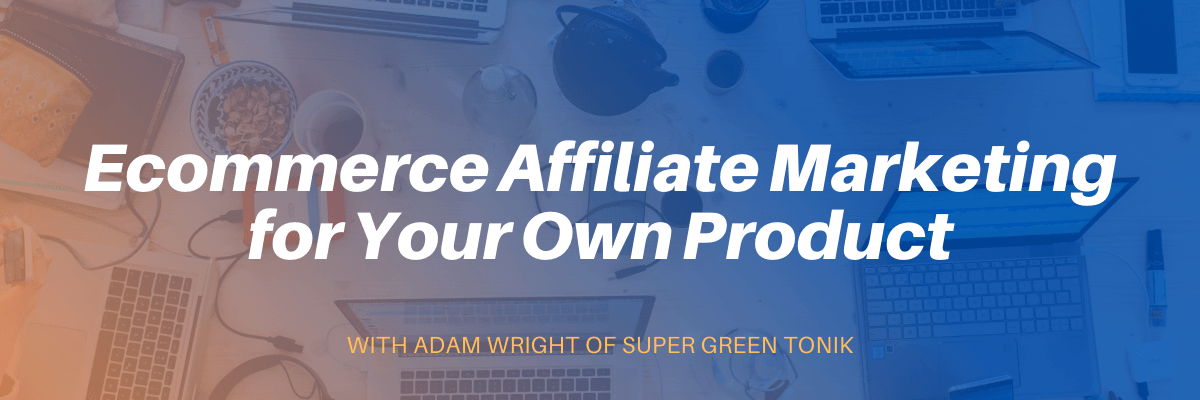 Ecommerce Affiliate Marketing
for Your Own Product
WITH ADAM WRIGHT OF SUPER GREEN TONIK